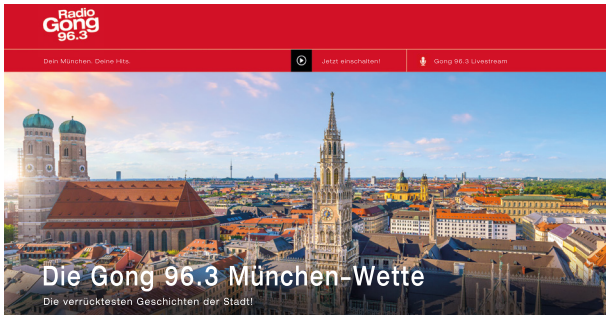 Radio
Gong
96.3
Dein München. Deine Hits.
Jetzt einschalten!
Gong 96.3 Livestream
Die Gong 96.3 München-Wette
Die verrücktesten Geschichten der Stadt!